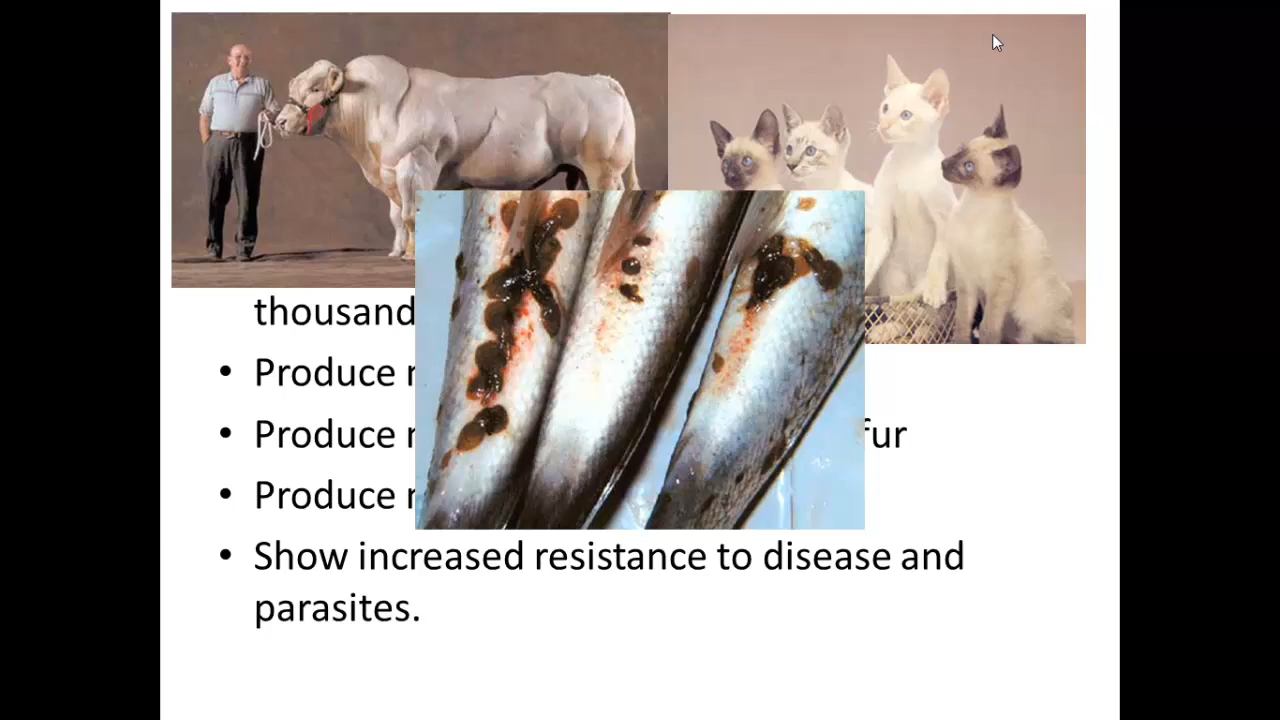 thousand
• Produce
• Produce fur
• Produce
• Show increased resistance to disease and
parasites.